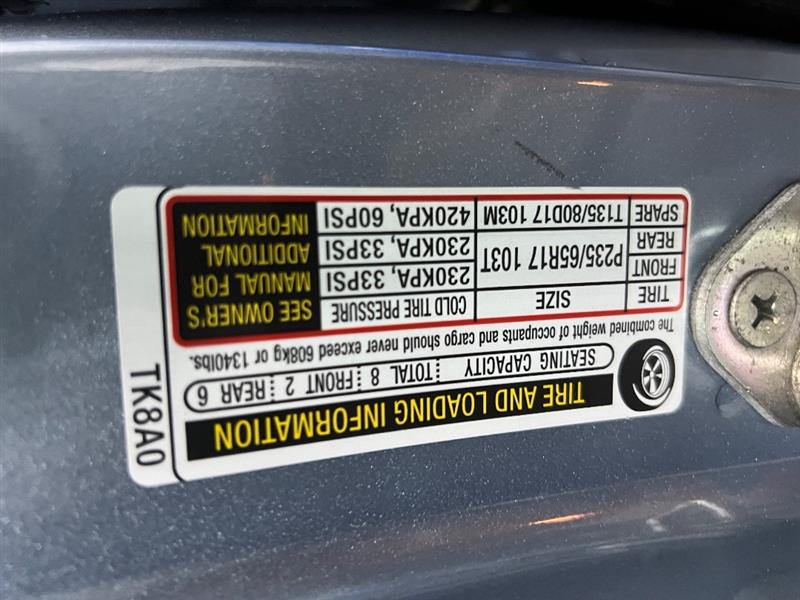 TIRE AND LOADING INFORMATION
SEATING CAPACITY TOTAL 8 FRONT 2 REAR 6
The combined weight of occupants and cargo should never exceed 608kg or 1340lbs.
TIRE SIZE COLD TIRE PRESSURE SEE OWNER'S
FRONT P235/65R17 103T 230KPA, 33PSI MANUAL FOR
REAR 230KPA, 33PSI ADDITIONAL
SPARE T135/80D17 103M 420KPA, 60PSI INFORMATION
TK8A0